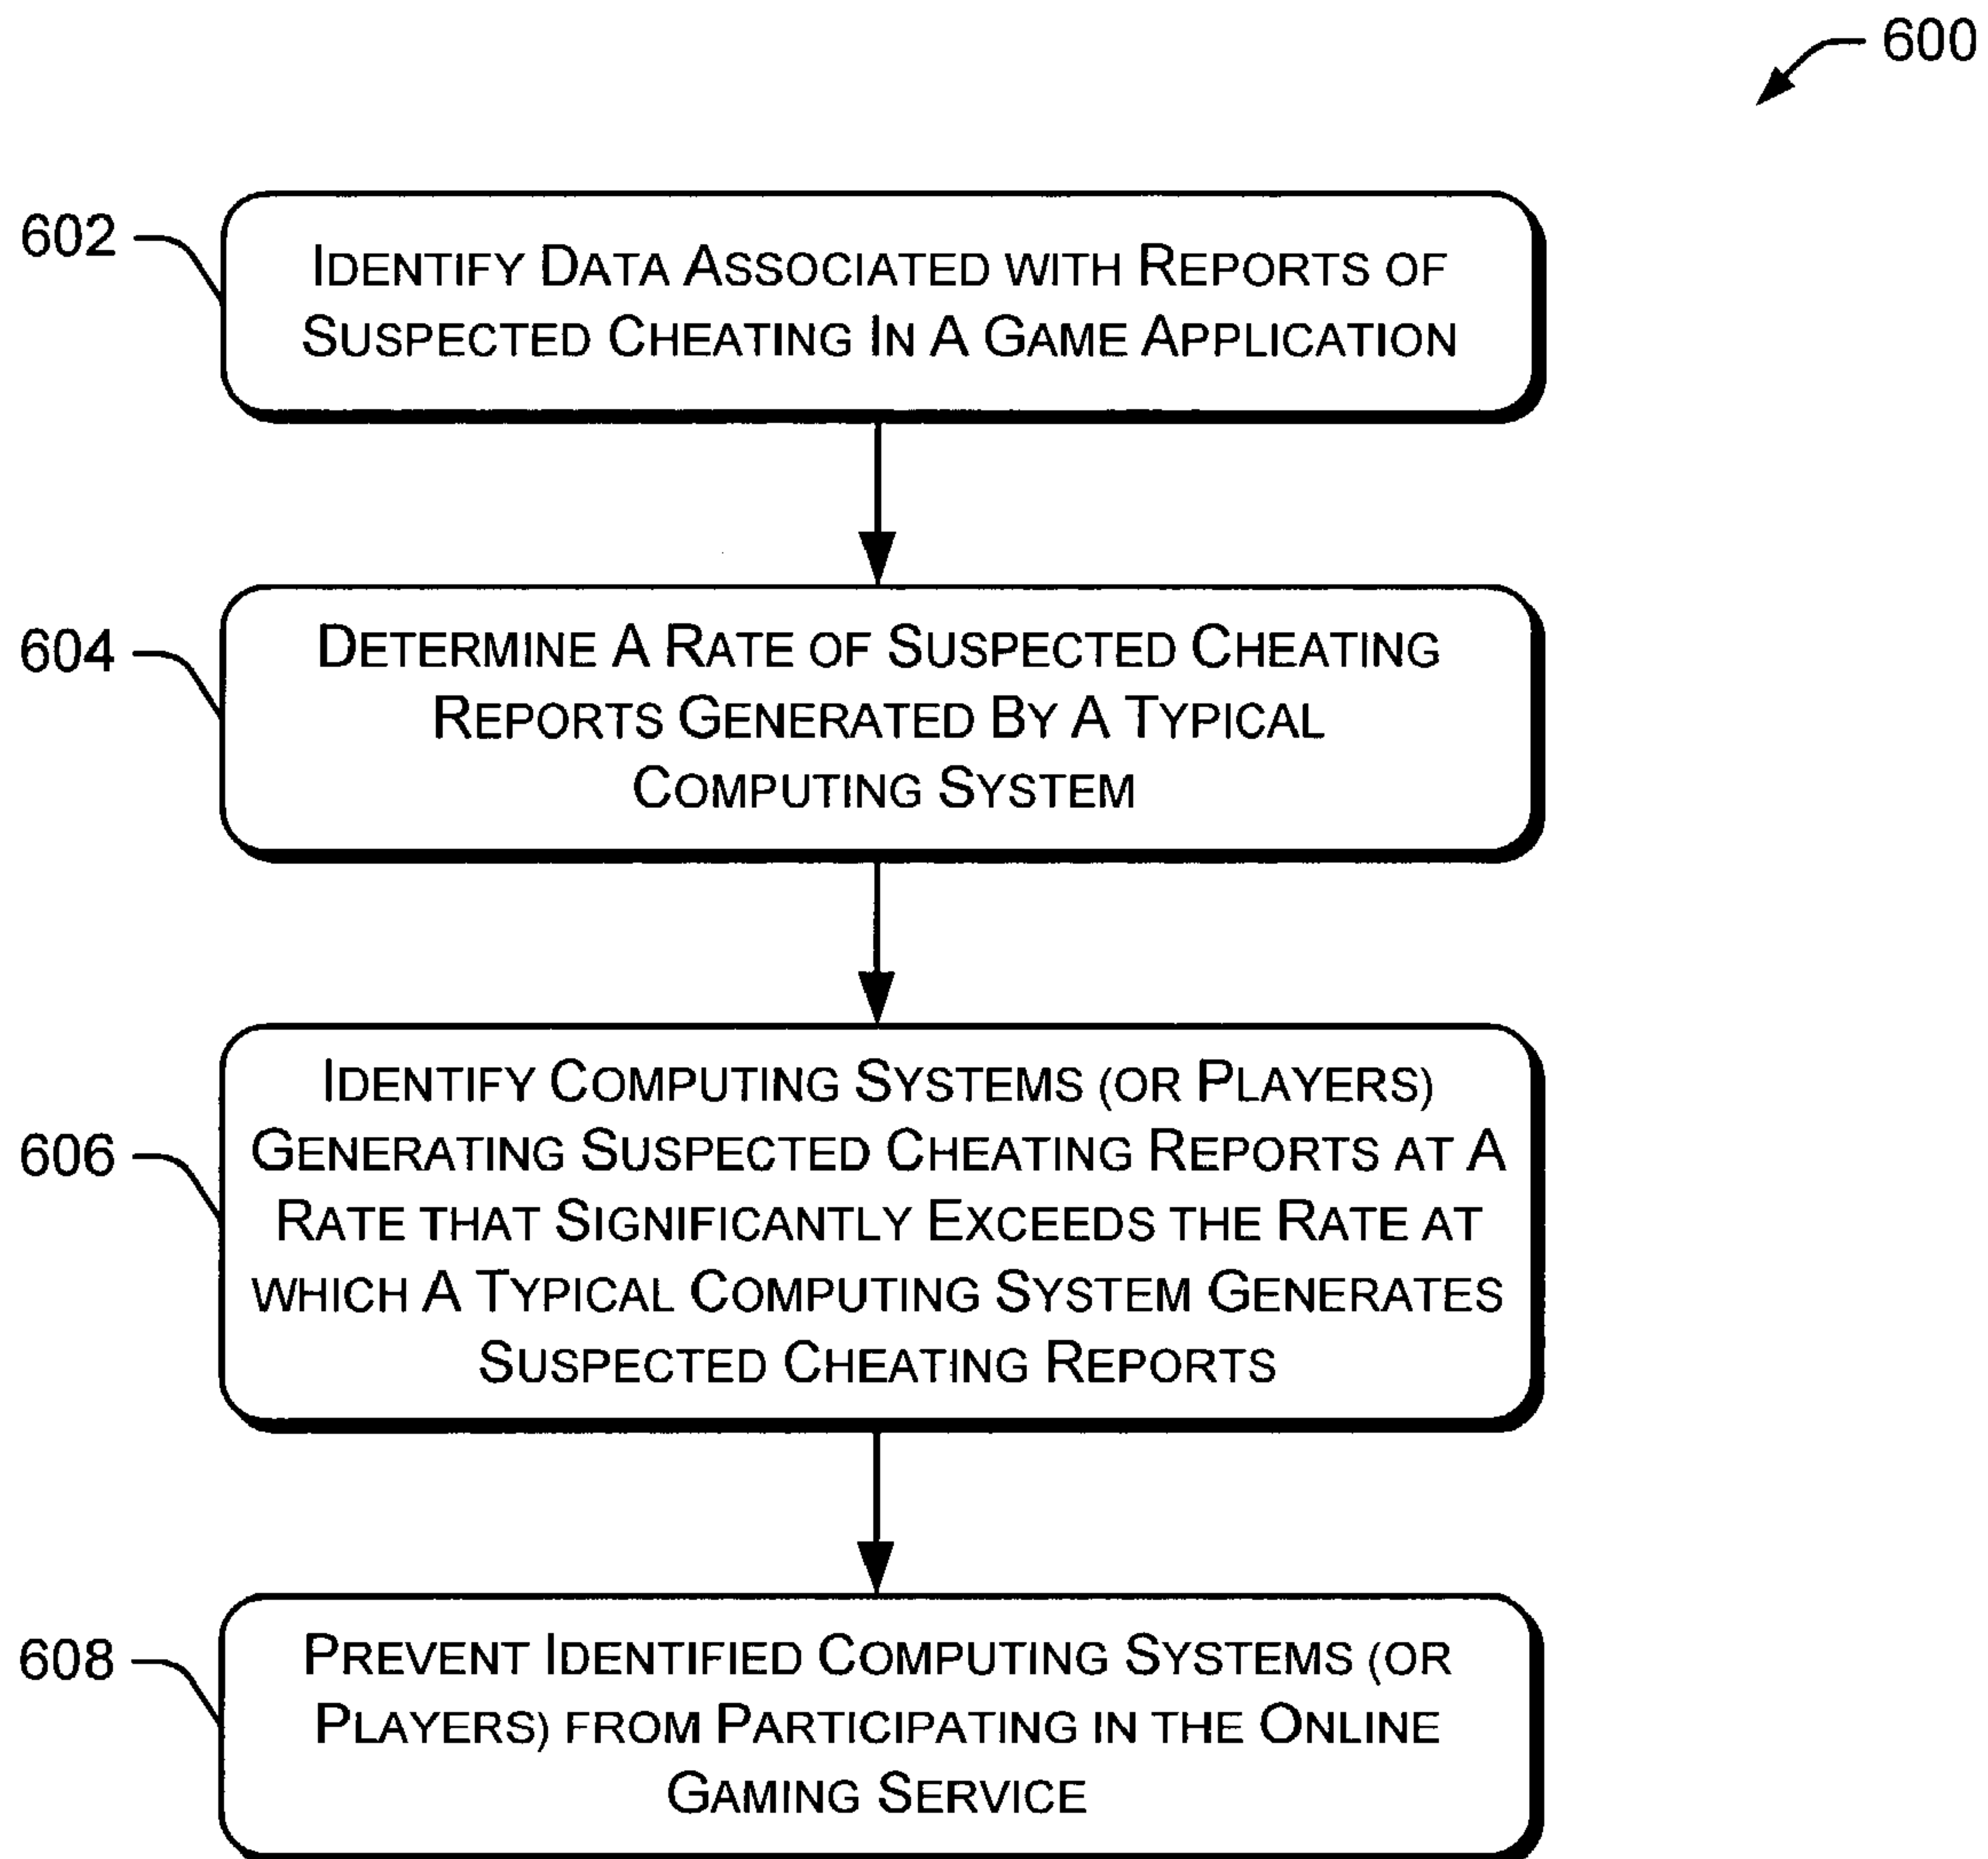 600
602
IDENTIFY DATA ASSOCIATED WITH REPORTS OF
SUSPECTED CHEATING IN A GAME APPLICATION
604
DETERMINE A RATE OF SUSPECTED CHEATING
REPORTS GENERATED BY A TYPICAL
COMPUTING SYSTEM
606
IDENTIFY COMPUTING SYSTEMS (OR PLAYERS)
GENERATING SUSPECTED CHEATING REPORTS AT A
RATE THAT SIGNIFICANTLY EXCEEDS THE RATE AT
WHICH A TYPICAL COMPUTING SYSTEM GENERATES
SUSPECTED CHEATING REPORTS
608
PREVENT IDENTIFIED COMPUTING SYSTEMS (OR
PLAYERS) FROM PARTICIPATING IN THE ONLINE
GAMING SERVICE